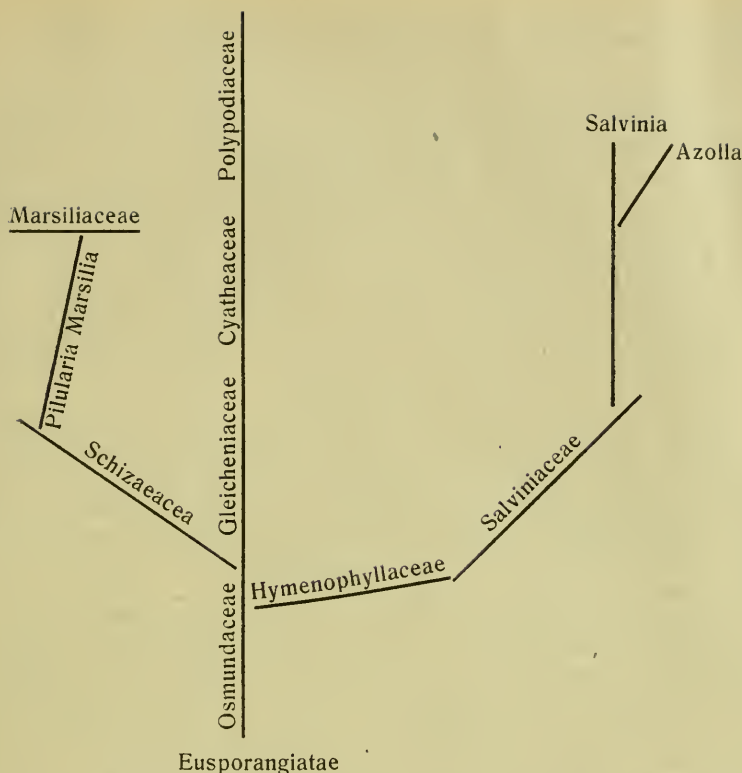 Polypodiaceae
Salvinia
Azolla
Marsiliaceae
Cyatheaceae
Pilularia Marsilia
Gleicheniaceae
Schizaeacea
Salviniaceae
Hymenophyllaceae
Osmundaceae
Eusporangiatae